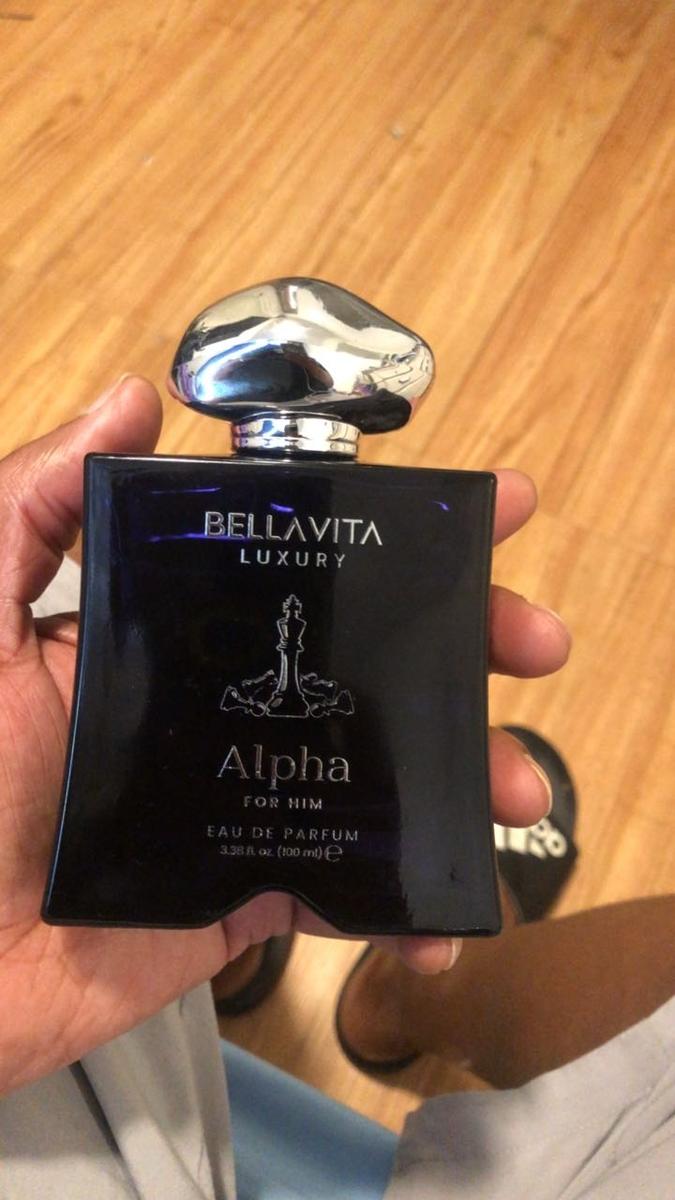 BELLAVITA
LUXURY
Alpha
FOR HIM
EAU DE PARFUM
3.38 fl. oz. (100 ml) ℮